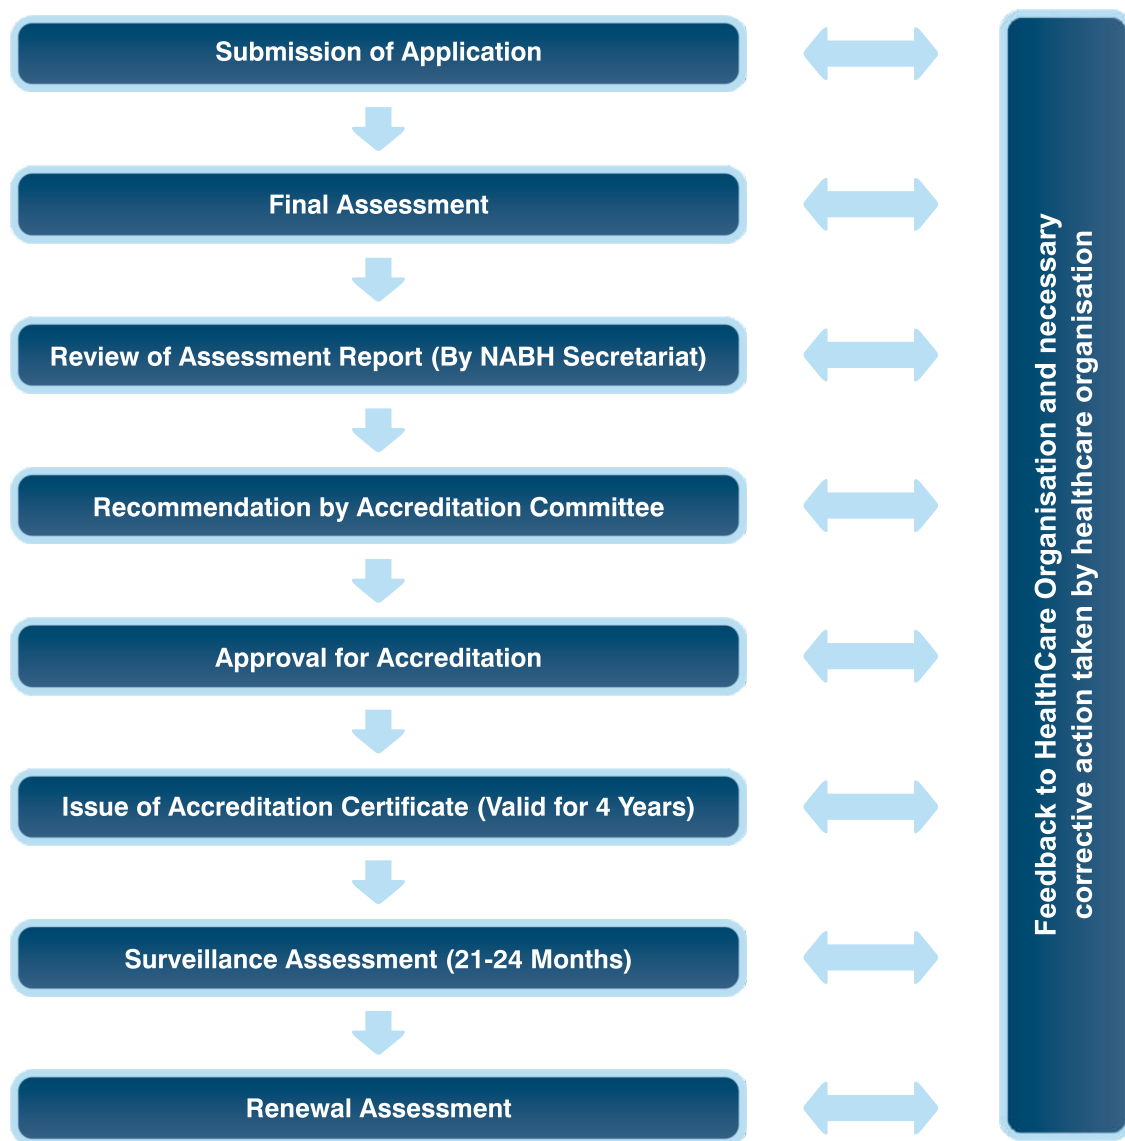 Submission of Application
Final Assessment
Review of Assessment Report (By NABH Secretariat)
Recommendation by Accreditation Committee
Approval for Accreditation
Issue of Accreditation Certificate (Valid for 4 Years)
Surveillance Assessment (21-24 Months)
Renewal Assessment
Feedback to HealthCare Organisation and necessary
corrective action taken by healthcare organisation